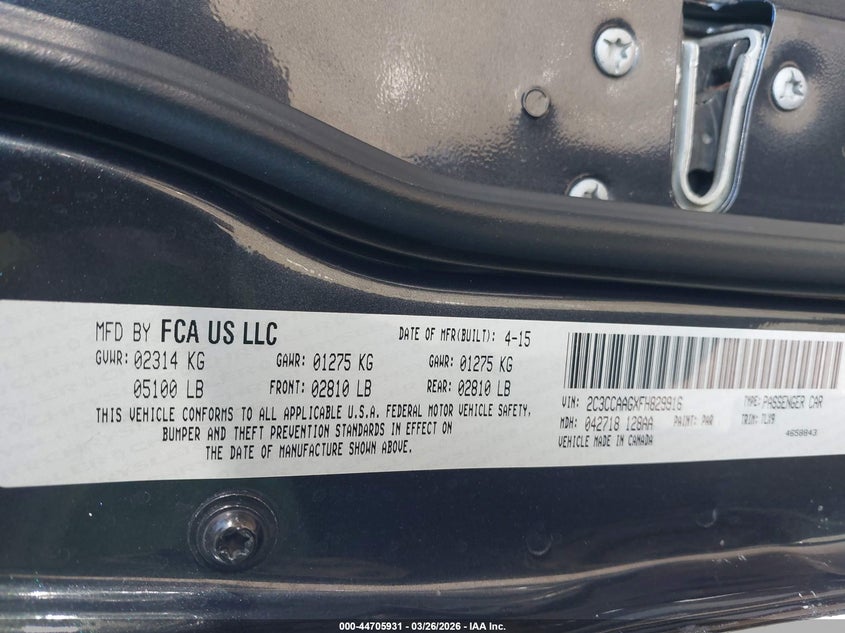 MFD BY FCA US LLC DATE OF MFR(BUILT): 4-15
GVWR: 02314 KG GAWR: 01275 KG GAWR: 01275 KG
05100 LB FRONT: 02810 LB REAR: 02810 LB
THIS VEHICLE CONFORMS TO ALL APPLICABLE U.S.A. FEDERAL MOTOR VEHICLE SAFETY,
BUMPER AND THEFT PREVENTION STANDARDS IN EFFECT ON
THE DATE OF MANUFACTURE SHOWN ABOVE.
VIN: 2C3CCAAGXFH829916 TYPE: PASSENGER CAR
MDH: 042718 128AA PAINT: PAR TRIM: TLX9
VEHICLE MADE IN CANADA 4658843
000-44705931 | 03/26/2026 | IAA Inc.